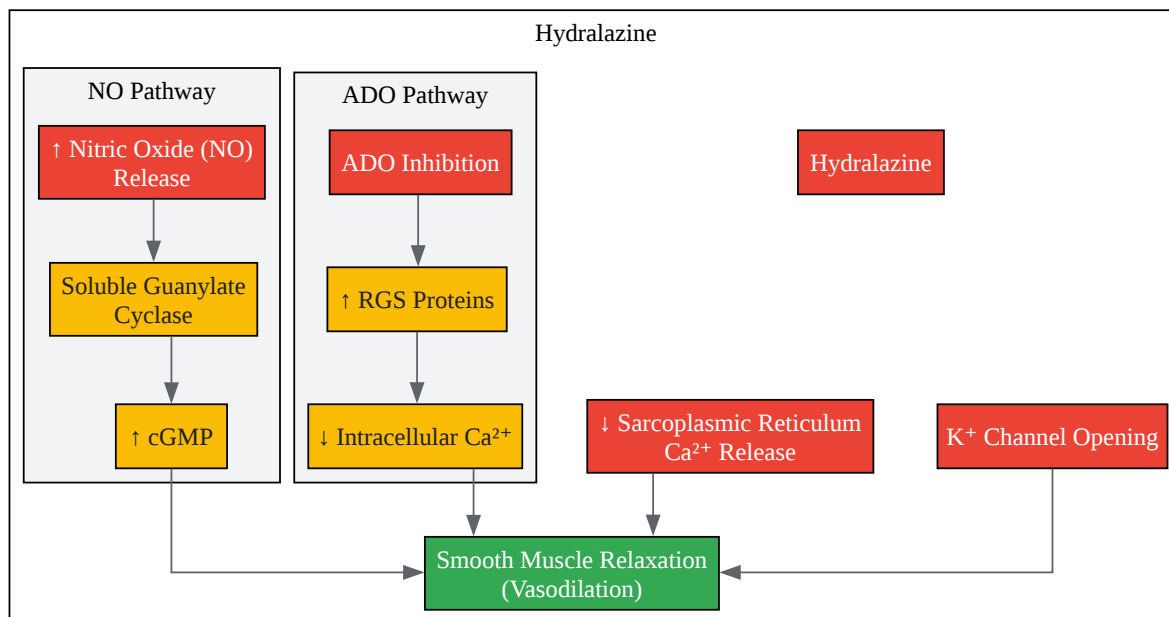 Hydralazine
NO Pathway
↑ Nitric Oxide (NO)
Release
Soluble Guanylate
Cyclase
↑ cGMP
ADO Pathway
ADO Inhibition
↑ RGS Proteins
↓ Intracellular Ca²⁺
Hydralazine
↓ Sarcoplasmic Reticulum
Ca²⁺ Release
K⁺ Channel Opening
Smooth Muscle Relaxation
(Vasodilation)